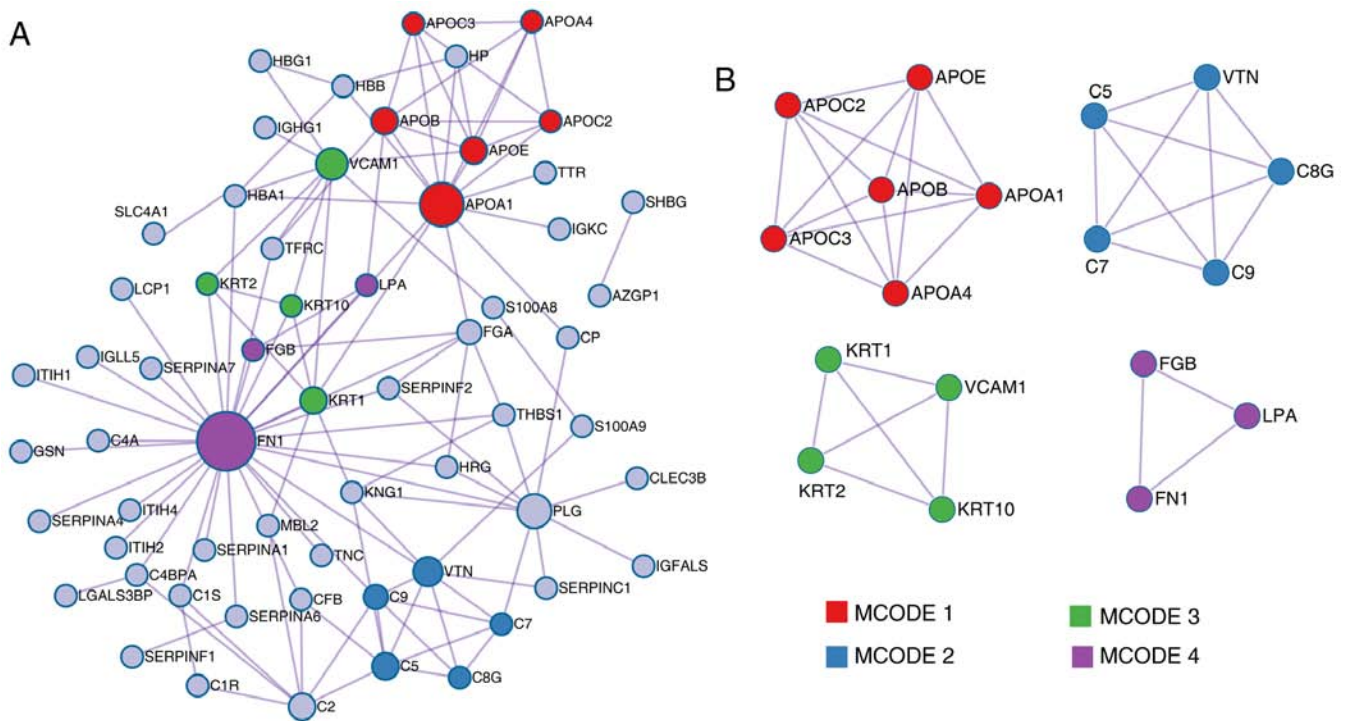 A
APOC3
APOA4
HBG1
HP
HBB
IGHG1
APOB
APOC2
VCAM1
APOE
TTR
HBA1
APOA1
SHBG
SLC4A1
IGKC
TFRC
LCP1
KRT2
LPA
AZGP1
KRT10
S100A8
FGA
CP
IGLL5
SERPINA7
FGB
ITIH1
SERPINF2
KRT1
THBS1
S100A9
GSN
C4A
FN1
HRG
CLEC3B
KNG1
PLG
SERPINA4
ITIH4
MBL2
ITIH2
SERPINA1
TNC
IGFALS
C4BPA
VTN
SERPINC1
LGALS3BP
C1S
CFB
C9
SERPINA6
C7
SERPINF1
C5
C8G
C1R
C2
B
APOE
APOC2
APOB
APOA1
APOC3
APOA4
VTN
C5
C8G
C7
C9
KRT1
VCAM1
KRT2
KRT10
FGB
LPA
FN1
MCODE 1
MCODE 3
MCODE 2
MCODE 4